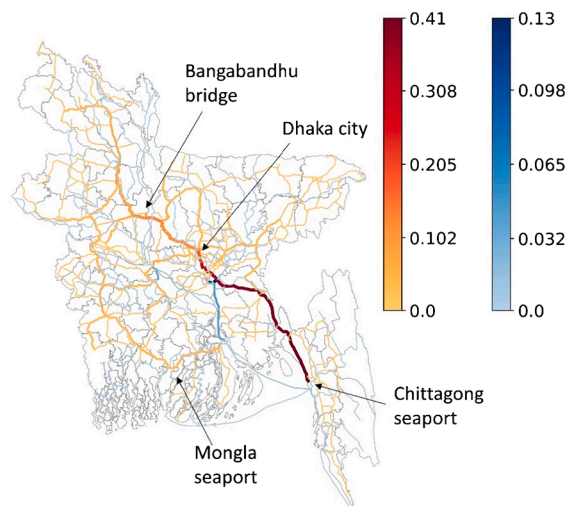 0.41
0.13
Bangabandhu
bridge
0.308
0.098
Dhaka city
0.205
0.065
0.102
0.032
0.0
0.0
Chittagong
seaport
Mongla
seaport